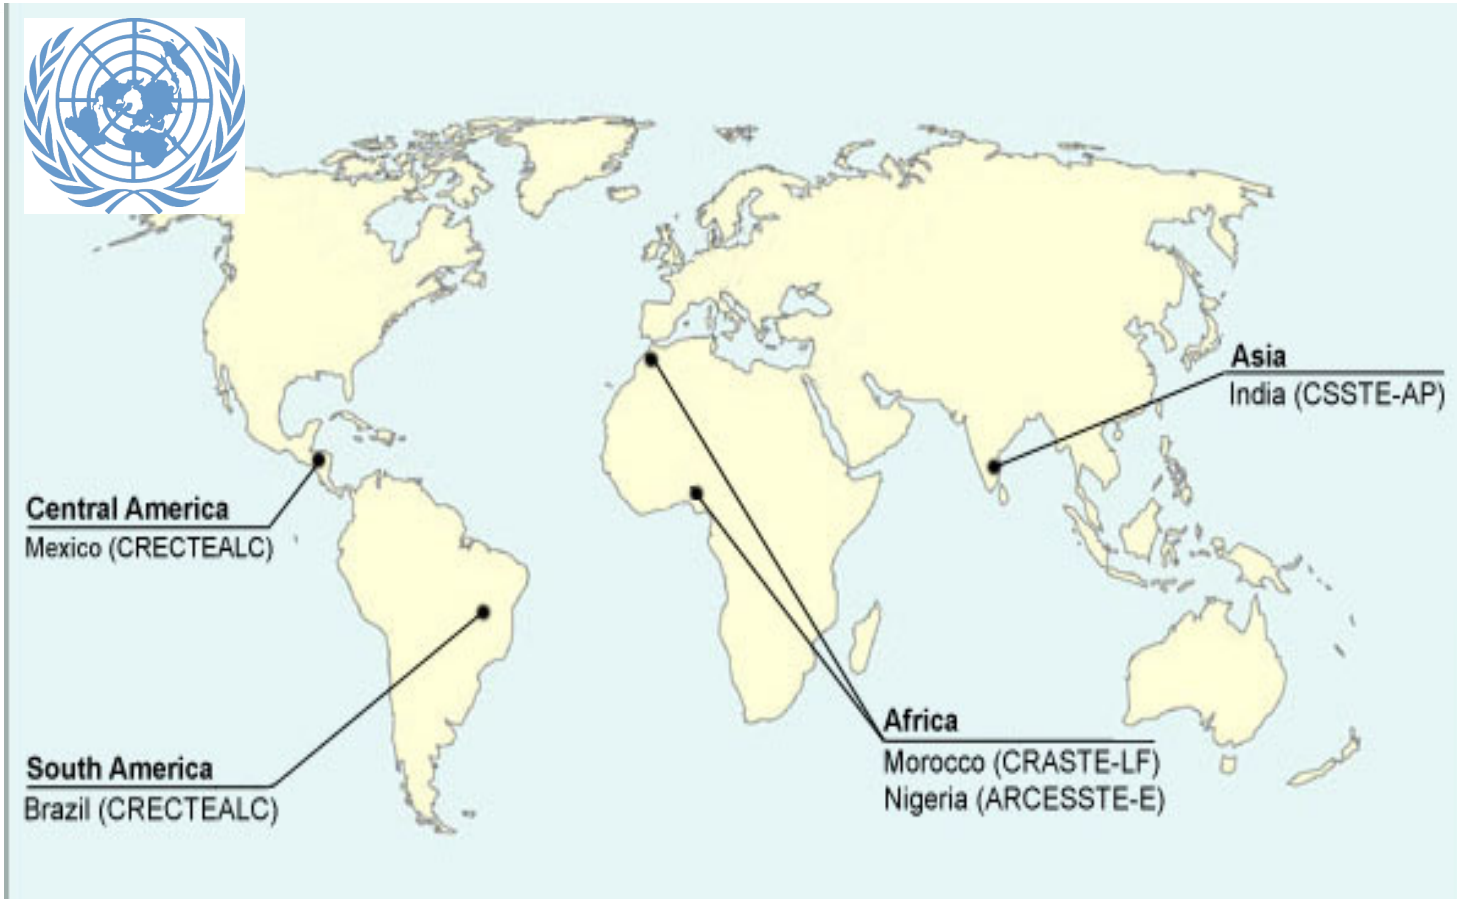 Asia
India (CSSTE-AP)
Central America
Mexico (CRECTEALC)
Africa
Morocco (CRASTE-LF)
Nigeria (ARCESSTE-E)
South America
Brazil (CRECTEALC)